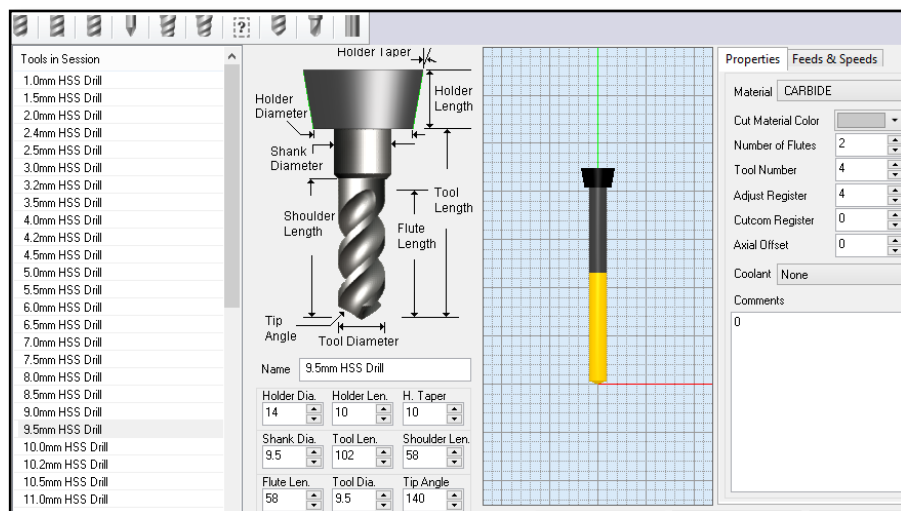 ?
Tools in Session
1.0mm HSS Drill
1.5mm HSS Drill
2.0mm HSS Drill
2.4mm HSS Drill
2.5mm HSS Drill
3.0mm HSS Drill
3.2mm HSS Drill
3.5mm HSS Drill
4.0mm HSS Drill
4.2mm HSS Drill
4.5mm HSS Drill
5.0mm HSS Drill
5.5mm HSS Drill
6.0mm HSS Drill
6.5mm HSS Drill
7.0mm HSS Drill
7.5mm HSS Drill
8.0mm HSS Drill
8.5mm HSS Drill
9.0mm HSS Drill
9.5mm HSS Drill
10.0mm HSS Drill
10.2mm HSS Drill
10.5mm HSS Drill
11.0mm HSS Drill
Holder Taper
Holder Length
Holder Diameter
Shank Diameter
Tool Length
Shoulder Length
Flute Length
Tip Angle
Tool Diameter
Name 9.5mm HSS Drill
Holder Dia. Holder Len. H. Taper
14 10 10
Shank Dia. Tool Len. Shoulder Len.
9.5 102 58
Flute Len. Tool Dia. Tip Angle
58 9.5 140
Properties Feeds & Speeds
Material CARBIDE
Cut Material Color
Number of Flutes 2
Tool Number 4
Adjust Register 4
Cutcom Register 0
Axial Offset 0
Coolant None
Comments
0